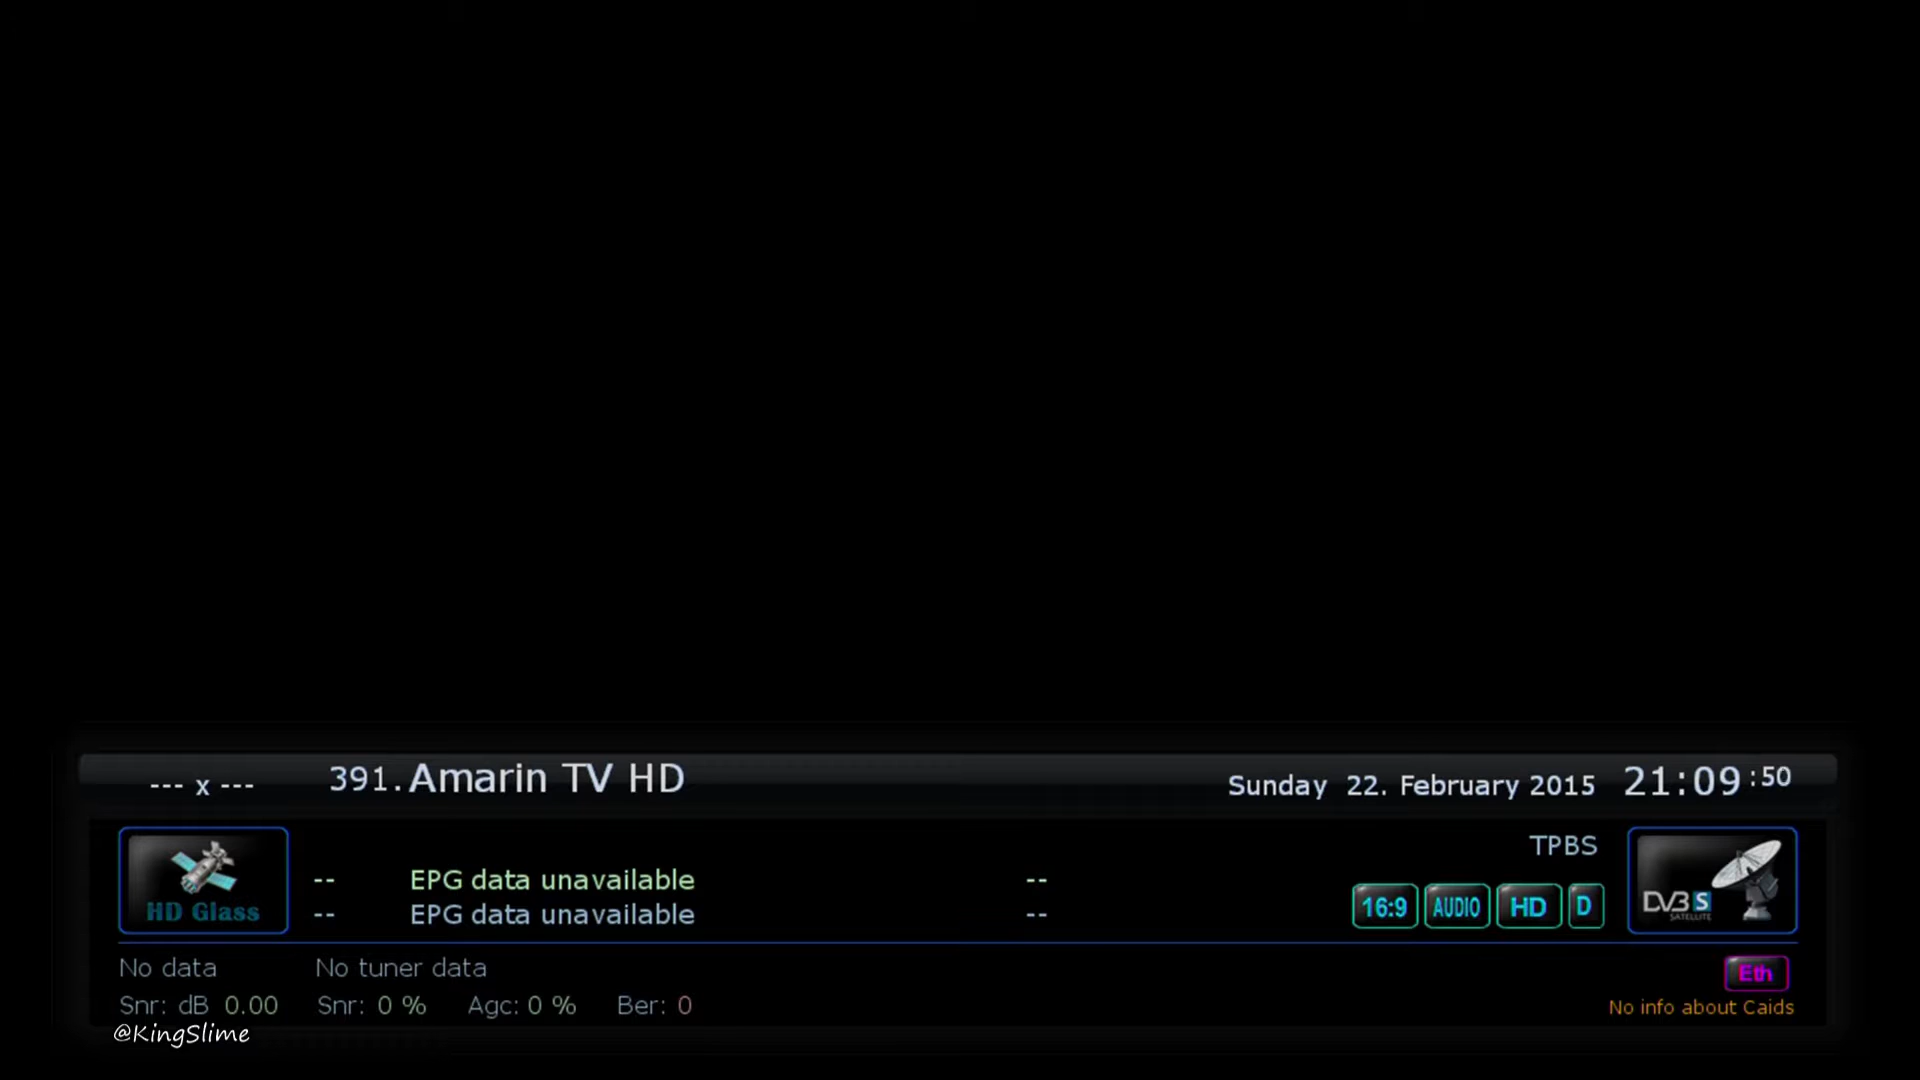 --- x ---
391. Amarin TV HD
Sunday 22. February 2015 21:09:50
TPBS
HD Glass
-- EPG data unavailable --
-- EPG data unavailable --
16:9 AUDIO HD D
DVB S
SATELLITE
No data No tuner data
Eth
Snr: dB 0.00 Snr: 0 % Agc: 0 % Ber: 0
No info about Caids
@KingSlime